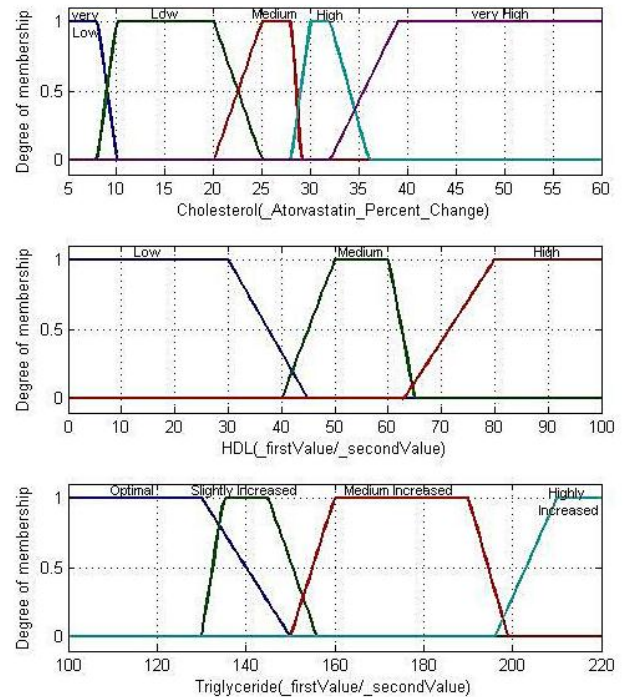 very
Low
Low
Medium
High
very High
Degree of membership
1
0.5
0
5 10 15 20 25 30 35 40 45 50 55 60
Cholesterol(_Atorvastatin_Percent_Change)
Low
Medium
High
Degree of membership
1
0.5
0
0 10 20 30 40 50 60 70 80 90 100
HDL(_firstValue/_secondValue)
Optimal
Slightly Increased
Medium Increased
Highly
Increased
Degree of membership
1
0.5
0
100 120 140 160 180 200 220
Triglyceride(_firstValue/_secondValue)